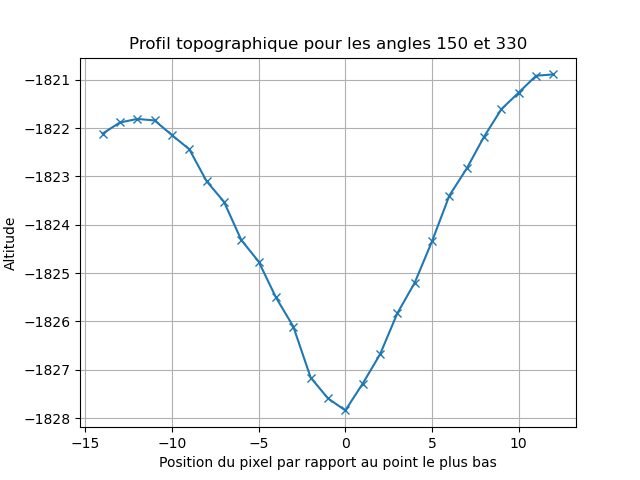 Profil topographique pour les angles 150 et 330
Altitude
−1821
−1822
−1823
−1824
−1825
−1826
−1827
−1828
−15 −10 −5 0 5 10
Position du pixel par rapport au point le plus bas